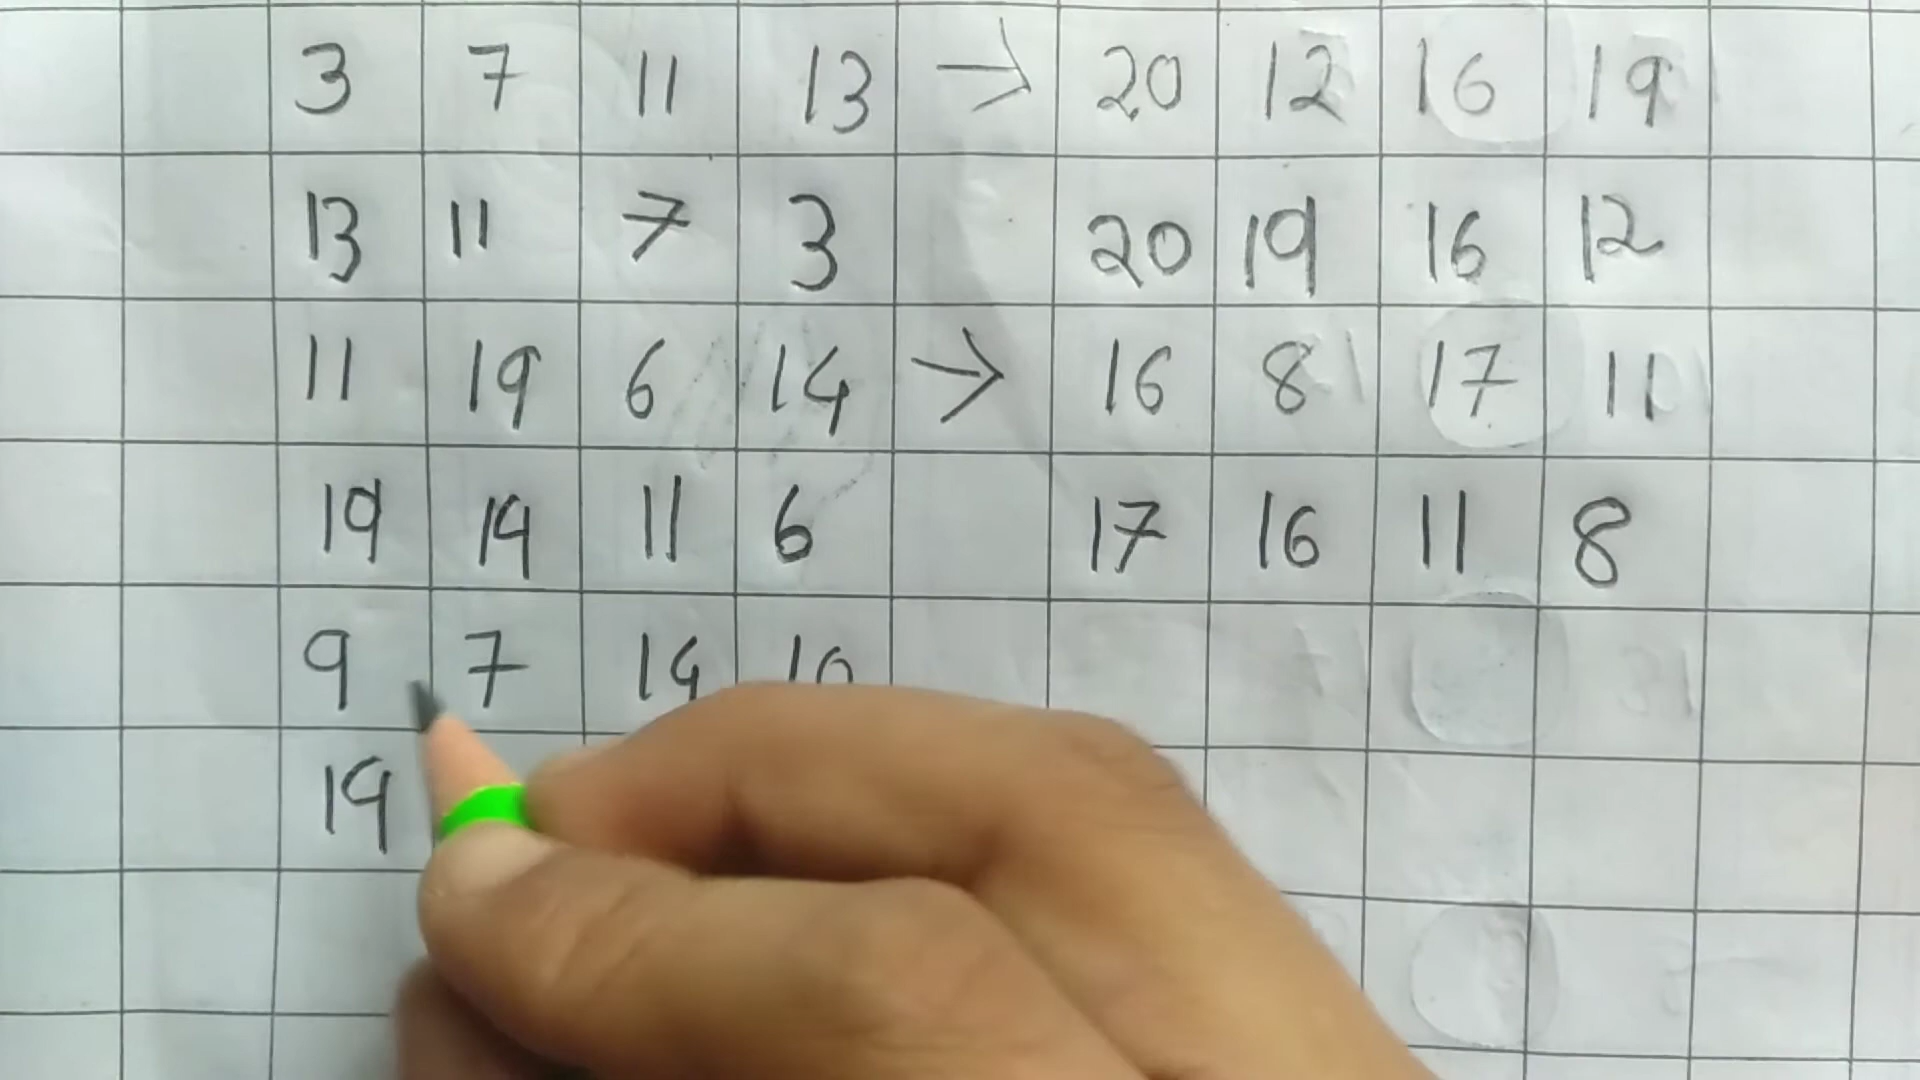 3 7 11 13 → 20 12 16 19
13 11 7 3 20 19 16 12
11 19 6 14 → 16 8 17 11
19 14 11 6 17 16 11 8
9 7 14
14